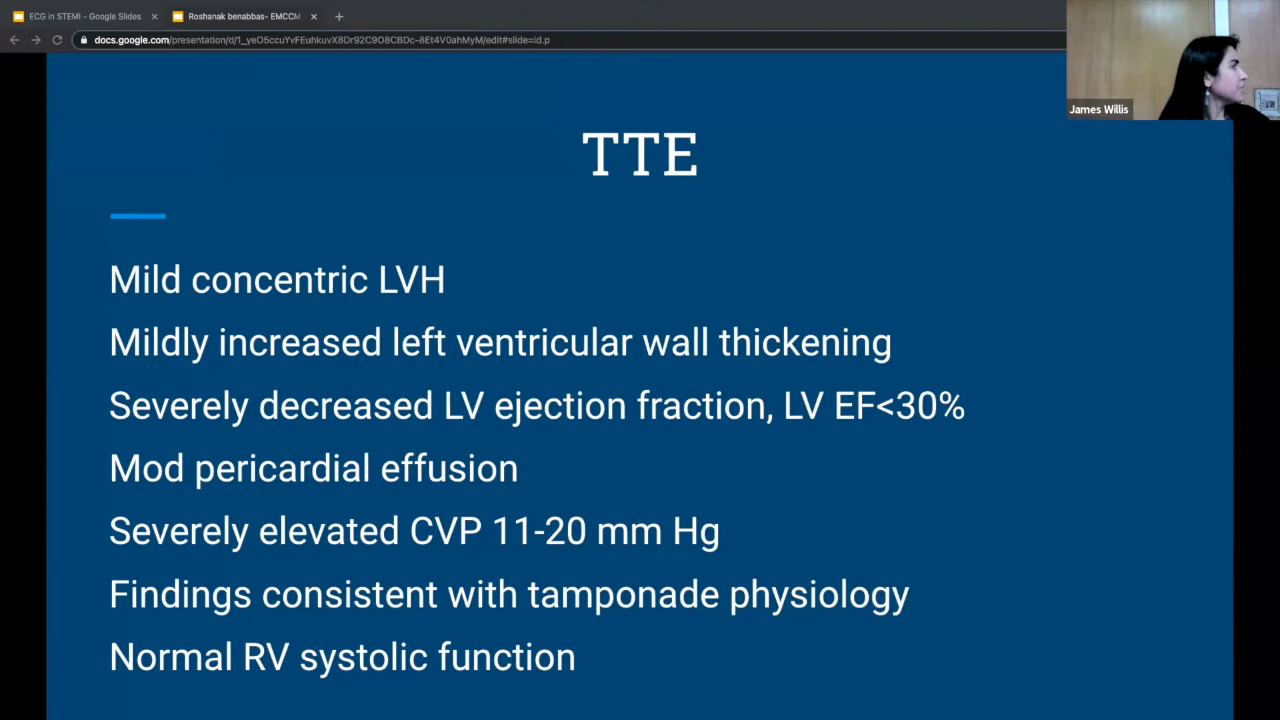 ECG in STEMI - Google Slides
Roshanak benabbas- EMCCM
docs.google.com/presentation/d/1_yeO5ccuYvFEuhkuvX8Dr92C9O8CBDc-8Et4V0ahMyM/edit#slide=id.p
James Willis
TTE
Mild concentric LVH
Mildly increased left ventricular wall thickening
Severely decreased LV ejection fraction, LV EF<30%
Mod pericardial effusion
Severely elevated CVP 11-20 mm Hg
Findings consistent with tamponade physiology
Normal RV systolic function